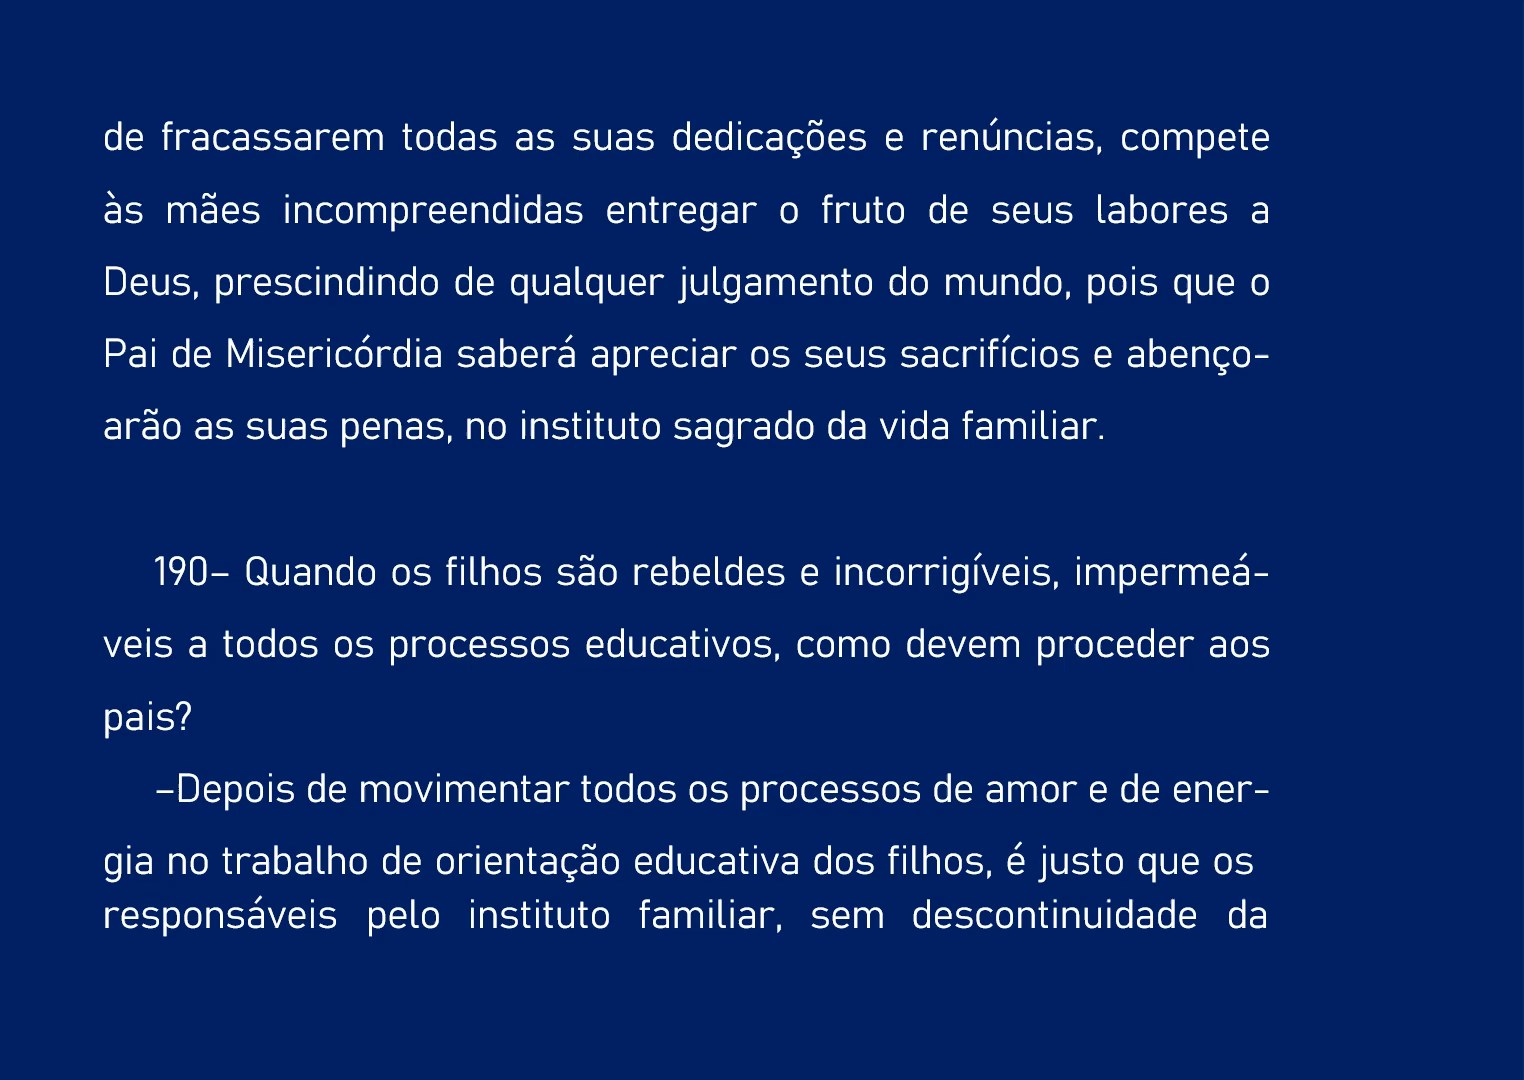 de fracassarem todas as suas dedicações e renúncias, compete
às mães incompreendidas entregar o fruto de seus labores a
Deus, prescindindo de qualquer julgamento do mundo, pois que o
Pai de Misericórdia saberá apreciar os seus sacrifícios e abenço-
arão as suas penas, no instituto sagrado da vida familiar.
190– Quando os filhos são rebeldes e incorrigíveis, impermeá-
veis a todos os processos educativos, como devem proceder aos
pais?
–Depois de movimentar todos os processos de amor e de ener-
gia no trabalho de orientação educativa dos filhos, é justo que os
responsáveis pelo instituto familiar, sem descontinuidade da